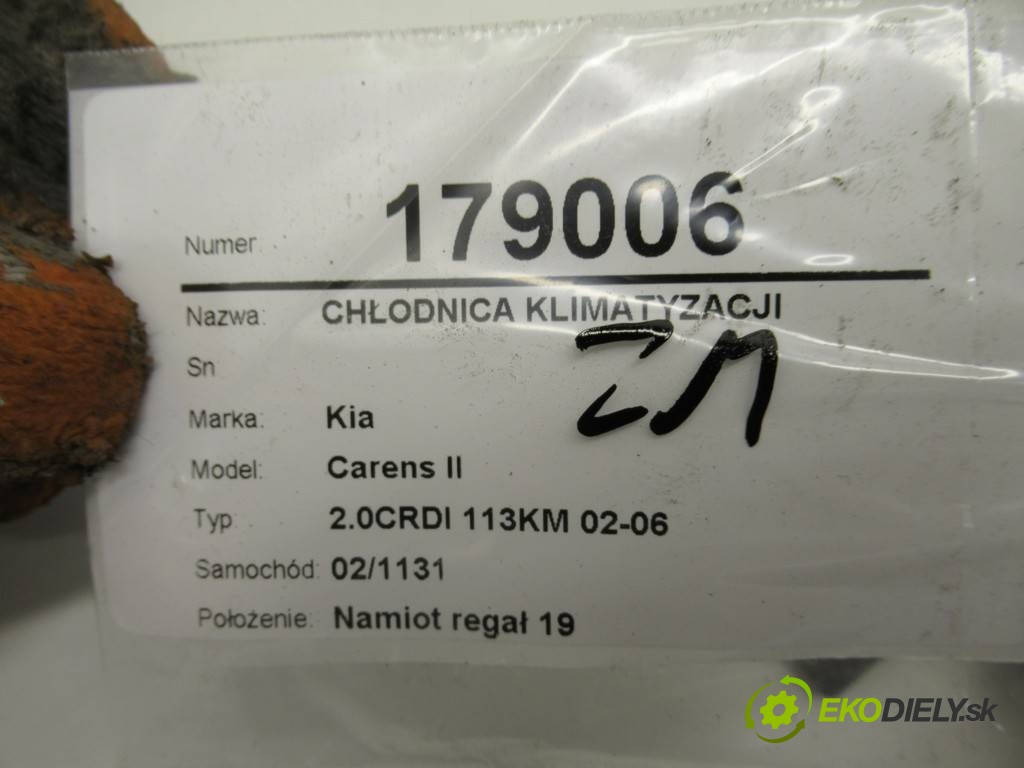 Numer: 179006
Nazwa: CHŁODNICA KLIMATYZACJI
ZM
Sn
Marka: Kia
Model: Carens II
Typ 2.0CRDI 113KM 02-06
Samochód: 02/1131
Położenie: Namiot regał 19
EKODIELY.sk